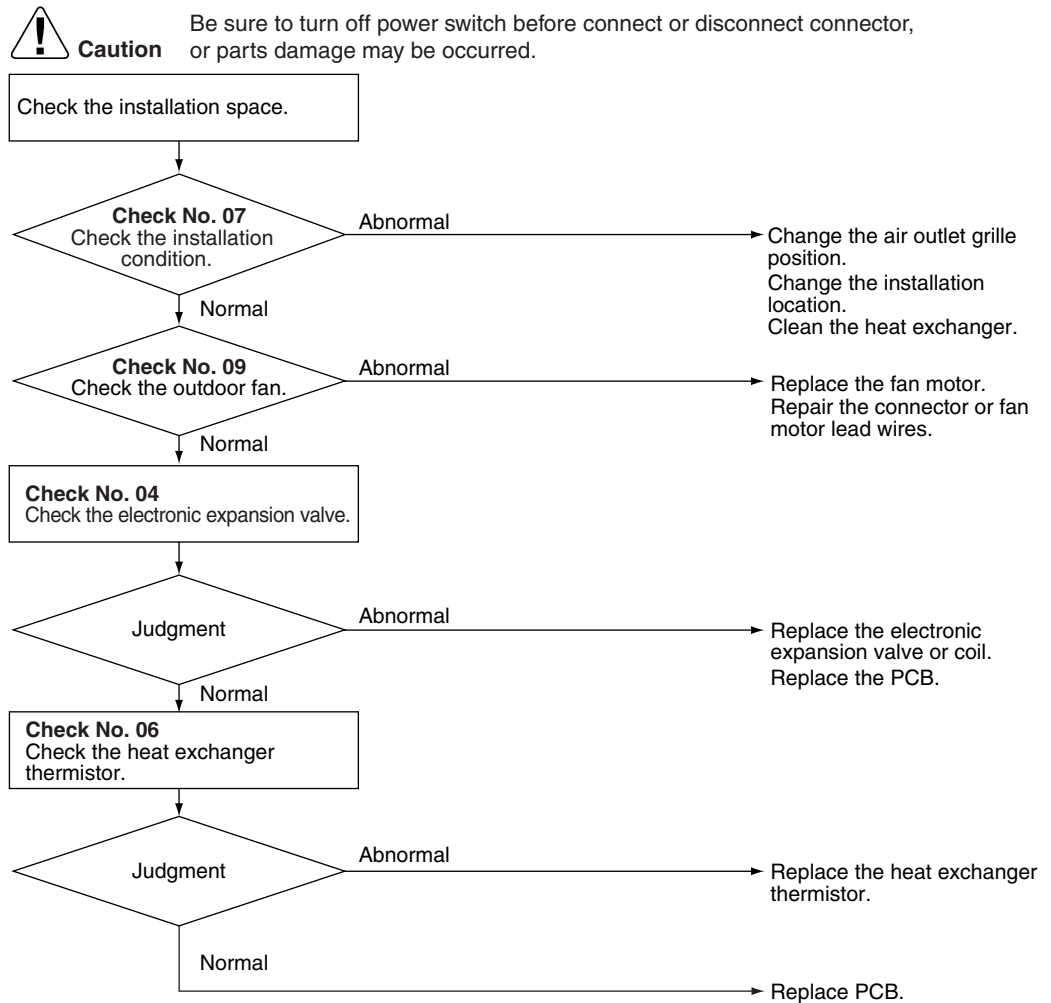 Be sure to turn off power switch before connect or disconnect connector,
Caution or parts damage may be occurred.
Check the installation space.
Check No. 07
Check the installation
condition.
Abnormal
Change the air outlet grille
position.
Change the installation
location.
Clean the heat exchanger.
Normal
Check No. 09
Check the outdoor fan.
Abnormal
Replace the fan motor.
Repair the connector or fan
motor lead wires.
Normal
Check No. 04
Check the electronic expansion valve.
Judgment
Abnormal
Replace the electronic
expansion valve or coil.
Replace the PCB.
Normal
Check No. 06
Check the heat exchanger
thermistor.
Judgment
Abnormal
Replace the heat exchanger
thermistor.
Normal
Replace PCB.